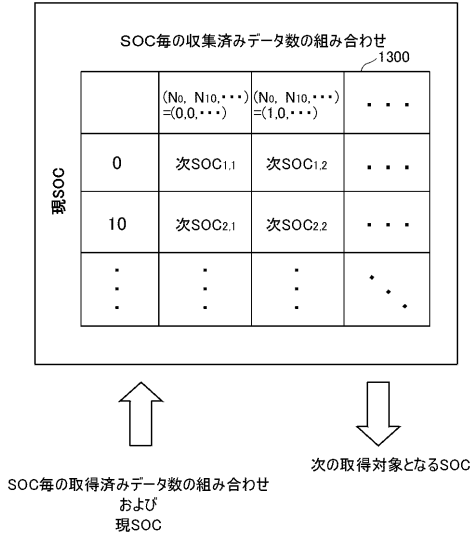 SOC毎の収集済みデータ数の組み合わせ
1300
(N0, N10,・・・)
=(0,0,・・・)
(N0, N10,・・・)
=(1,0,・・・)
・・・
現SOC
0
次SOC1,1
次SOC1,2
・・・
10
次SOC2,1
次SOC2,2
・・・
SOC毎の取得済みデータ数の組み合わせ
および
現SOC
次の取得対象となるSOC